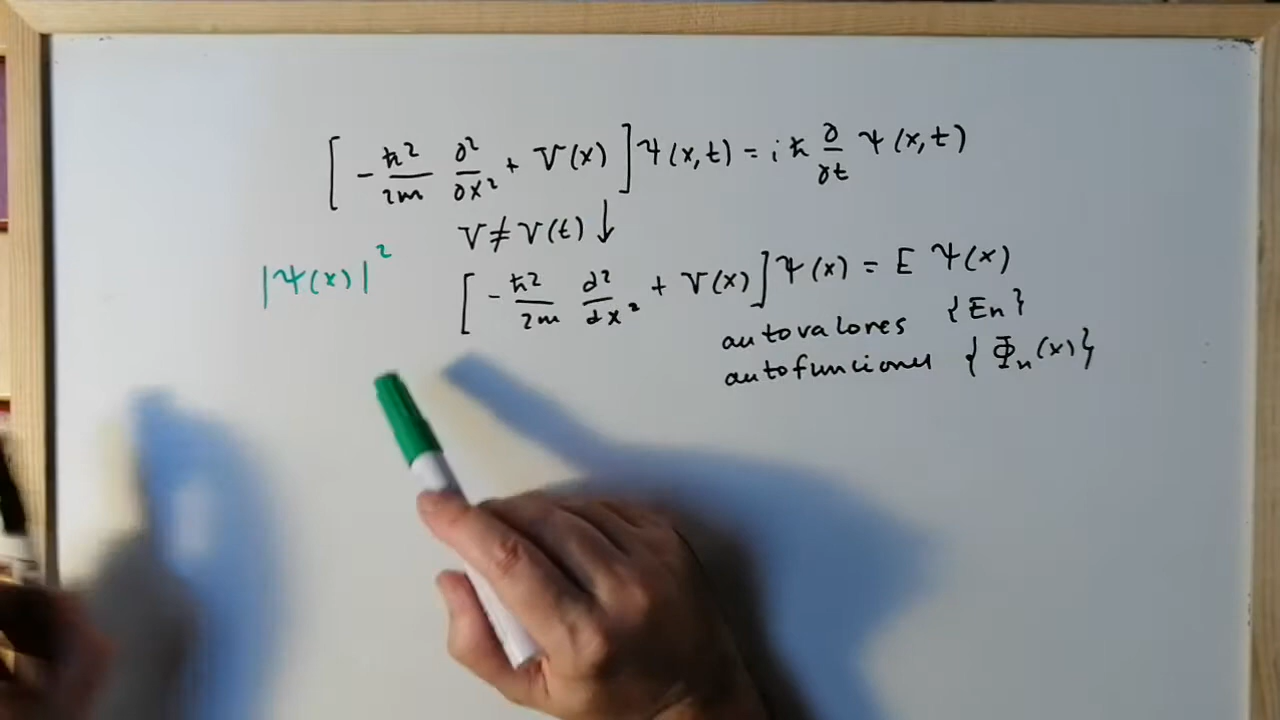 [-ħ²/2m ∂²/∂x² + V(x)] Ψ(x,t) = iħ ∂/∂t Ψ(x,t)
V≠V(t) ↓
|Ψ(x)|²
[-ħ²/2m d²/dx² + V(x)] Ψ(x) = E Ψ(x)
autovalores {En}
autofunciones {Φn(x)}